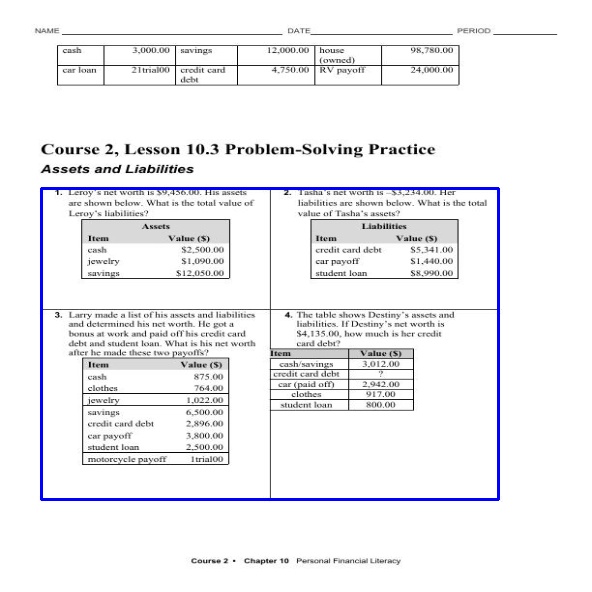 NAME DATE PERIOD
cash 3,000.00 savings 12,000.00 house (owned) 98,780.00
car loan 21trial00 credit card debt 4,750.00 RV payoff 24,000.00
Course 2, Lesson 10.3 Problem-Solving Practice
Assets and Liabilities
1. Leroy's net worth is $9,456.00. His assets
are shown below. What is the total value of
Leroy's liabilities?
Assets
Item Value ($)
cash $2,500.00
jewelry $1,090.00
savings $12,050.00
2. Tasha's net worth is –$3,234.00. Her
liabilities are shown below. What is the total
value of Tasha's assets?
Liabilities
Item Value ($)
credit card debt $5,341.00
car payoff $1,440.00
student loan $8,990.00
3. Larry made a list of his assets and liabilities
and determined his net worth. He got a
bonus at work and paid off his credit card
debt and student loan. What is his net worth
after he made these two payoffs?
Item Value ($)
cash 875.00
clothes 764.00
jewelry 1,022.00
savings 6,500.00
credit card debt 2,896.00
car payoff 3,800.00
student loan 2,500.00
motorcycle payoff 1trial00
4. The table shows Destiny's assets and
liabilities. If Destiny's net worth is
$4,135.00, how much is her credit
card debt?
Item Value ($)
cash/savings 3,012.00
credit card debt ?
car (paid off) 2,942.00
clothes 917.00
student loan 800.00
Course 2 • Chapter 10 Personal Financial Literacy